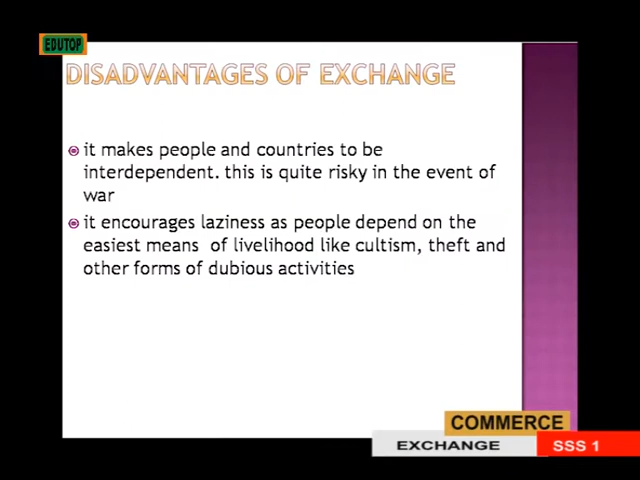 EDUTOP
DISADVANTAGES OF EXCHANGE
it makes people and countries to be
interdependent. this is quite risky in the event of
war
it encourages laziness as people depend on the
easiest means of livelihood like cultism, theft and
other forms of dubious activities
COMMERCE
EXCHANGE
SSS 1